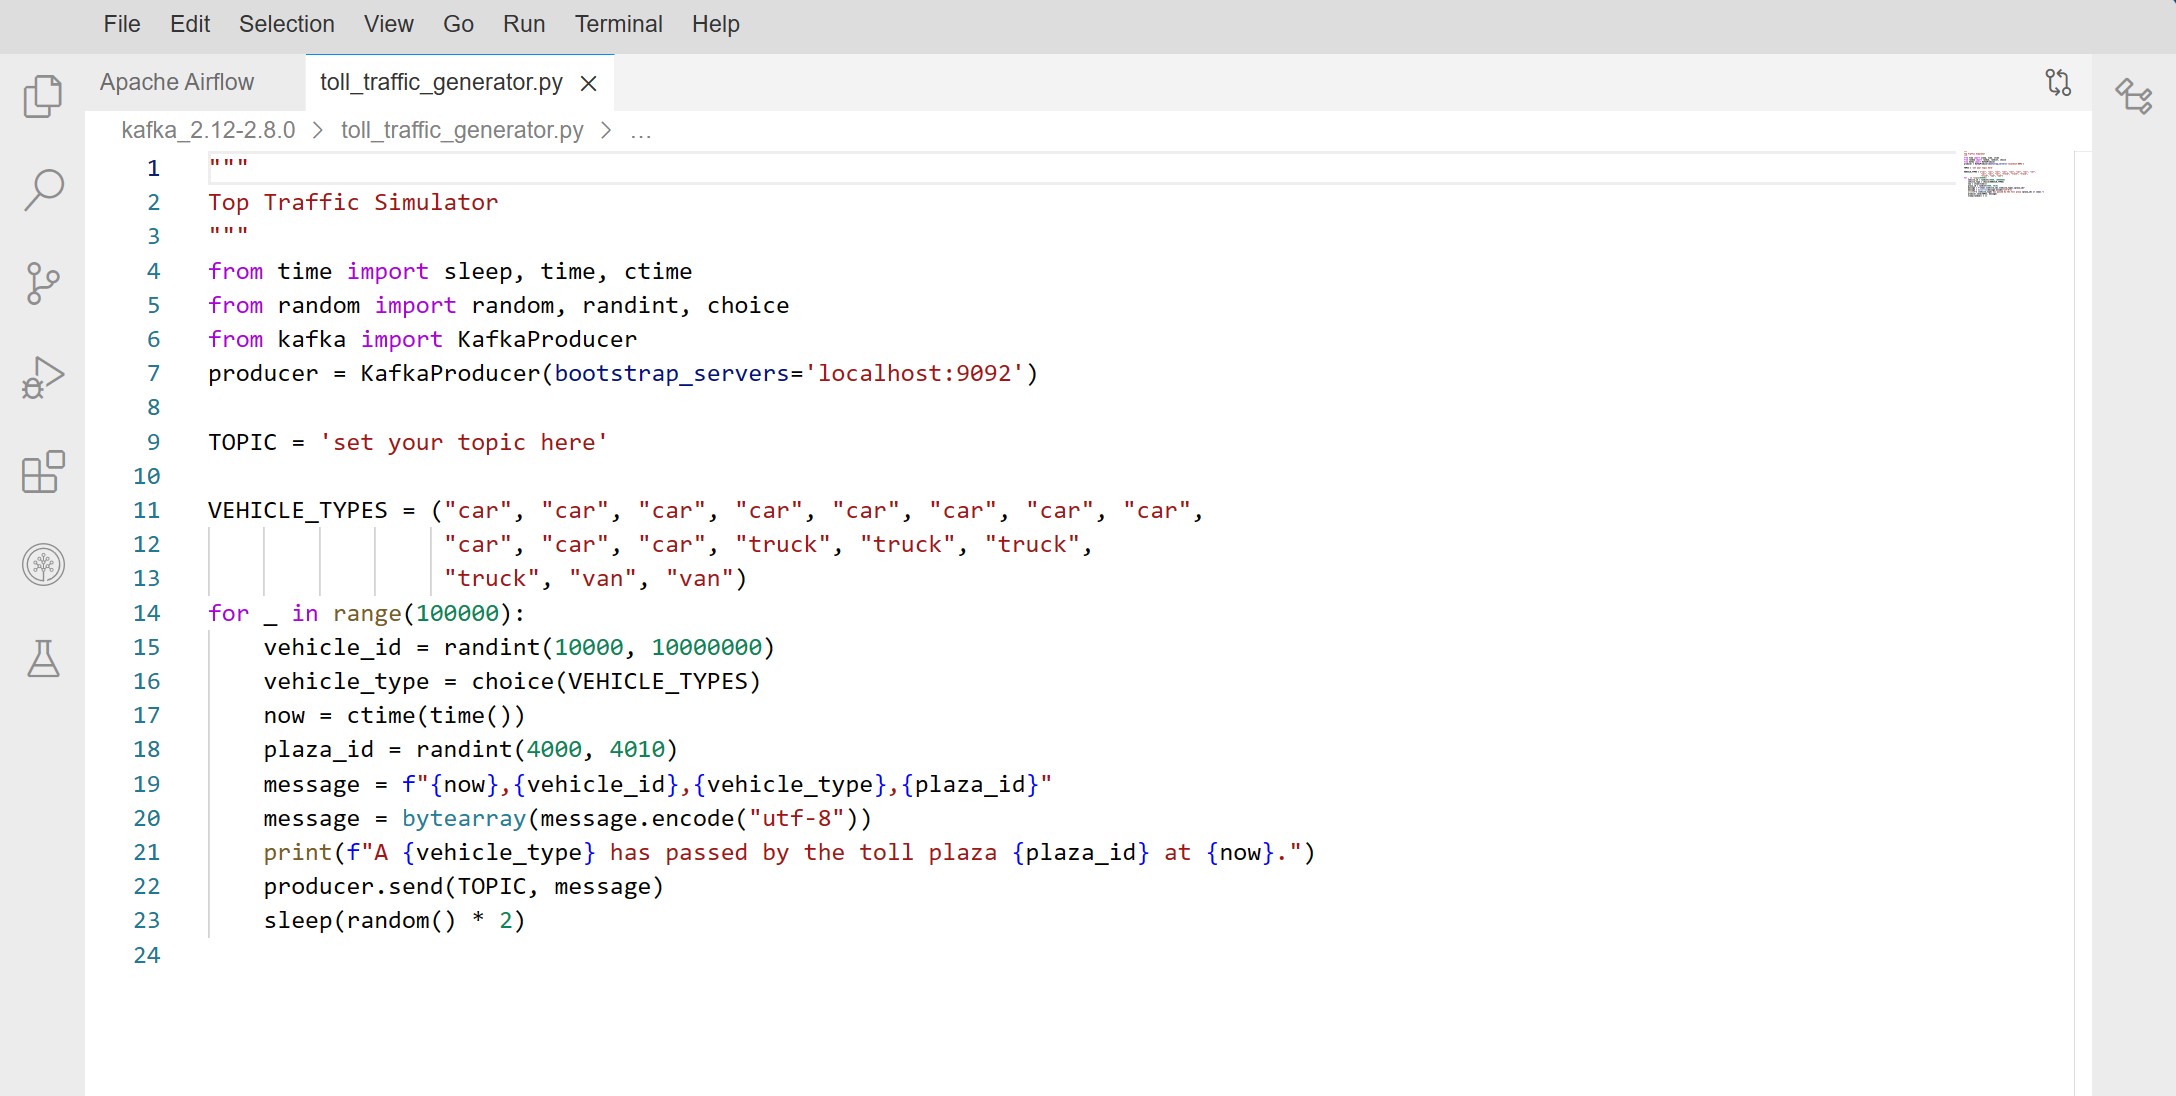 File Edit Selection View Go Run Terminal Help
Apache Airflow toll_traffic_generator.py
kafka_2.12-2.8.0 > toll_traffic_generator.py > ...
1 """
2 Top Traffic Simulator
3 """
4 from time import sleep, time, ctime
5 from random import random, randint, choice
6 from kafka import KafkaProducer
7 producer = KafkaProducer(bootstrap_servers='localhost:9092')
8
9 TOPIC = 'set your topic here'
10
11 VEHICLE_TYPES = ("car", "car", "car", "car", "car", "car", "car", "car",
12 "car", "car", "car", "truck", "truck", "truck",
13 "truck", "van", "van")
14 for _ in range(100000):
15 vehicle_id = randint(10000, 10000000)
16 vehicle_type = choice(VEHICLE_TYPES)
17 now = ctime(time())
18 plaza_id = randint(4000, 4010)
19 message = f"{now},{vehicle_id},{vehicle_type},{plaza_id}"
20 message = bytearray(message.encode("utf-8"))
21 print(f"A {vehicle_type} has passed by the toll plaza {plaza_id} at {now}.")
22 producer.send(TOPIC, message)
23 sleep(random() * 2)
24